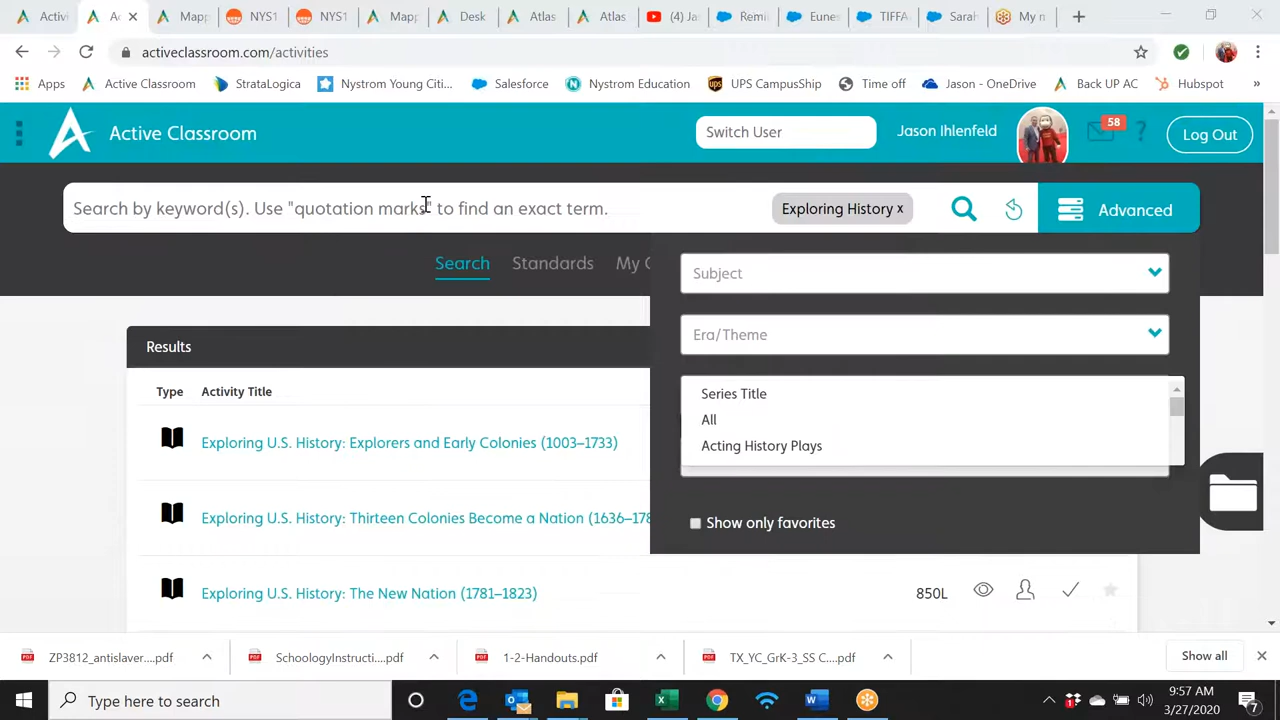 Activi
Ac
Mapp
NYS1
NYS1
Mapp
Desk
Atlas
Atlas
(4) Ja
Remi
Eunes
TIFFA
Sarah
My n
activeclassroom.com/activities
Apps
Active Classroom
StrataLogica
Nystrom Young Citi...
Salesforce
Nystrom Education
UPS CampusShip
Time off
Jason - OneDrive
Back UP AC
Hubspot
»
Active Classroom
Switch User
Jason Ihlenfeld
58
?
Log Out
Search by keyword(s). Use "quotation marks" to find an exact term.
Exploring History x
Advanced
Search
Standards
My C
Subject
Era/Theme
Series Title
All
Acting History Plays
Show only favorites
Results
Type
Activity Title
Exploring U.S. History: Explorers and Early Colonies (1003–1733)
Exploring U.S. History: Thirteen Colonies Become a Nation (1636–178
Exploring U.S. History: The New Nation (1781–1823)
850L
ZP3812_antislaver....pdf
SchoologyInstructi....pdf
1-2-Handouts.pdf
TX_YC_GrK-3_SS C....pdf
Show all
Type here to search
9:57 AM
3/27/2020
7